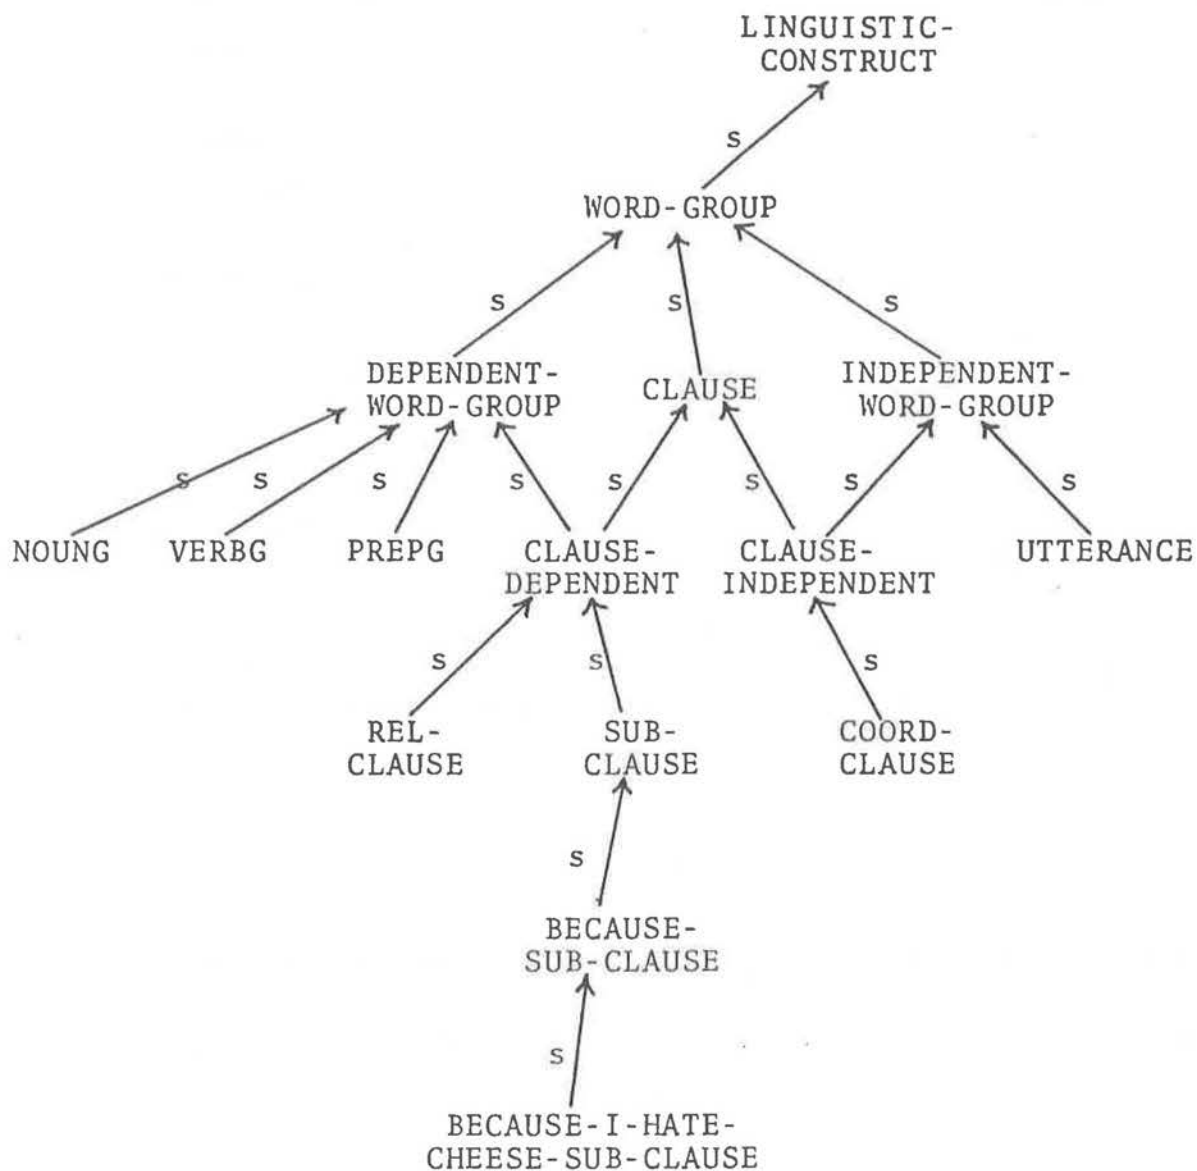 LINGUISTIC-
CONSTRUCT
s
WORD-GROUP
s s s
DEPENDENT-
WORD-GROUP
CLAUSE
INDEPENDENT-
WORD-GROUP
s s s s s s s s
NOUNG VERBG PREPG
CLAUSE-
DEPENDENT
CLAUSE-
INDEPENDENT
UTTERANCE
s s s
REL-
CLAUSE
SUB-
CLAUSE
COORD-
CLAUSE
s
BECAUSE-
SUB-CLAUSE
s
BECAUSE-I-HATE-
CHEESE-SUB-CLAUSE